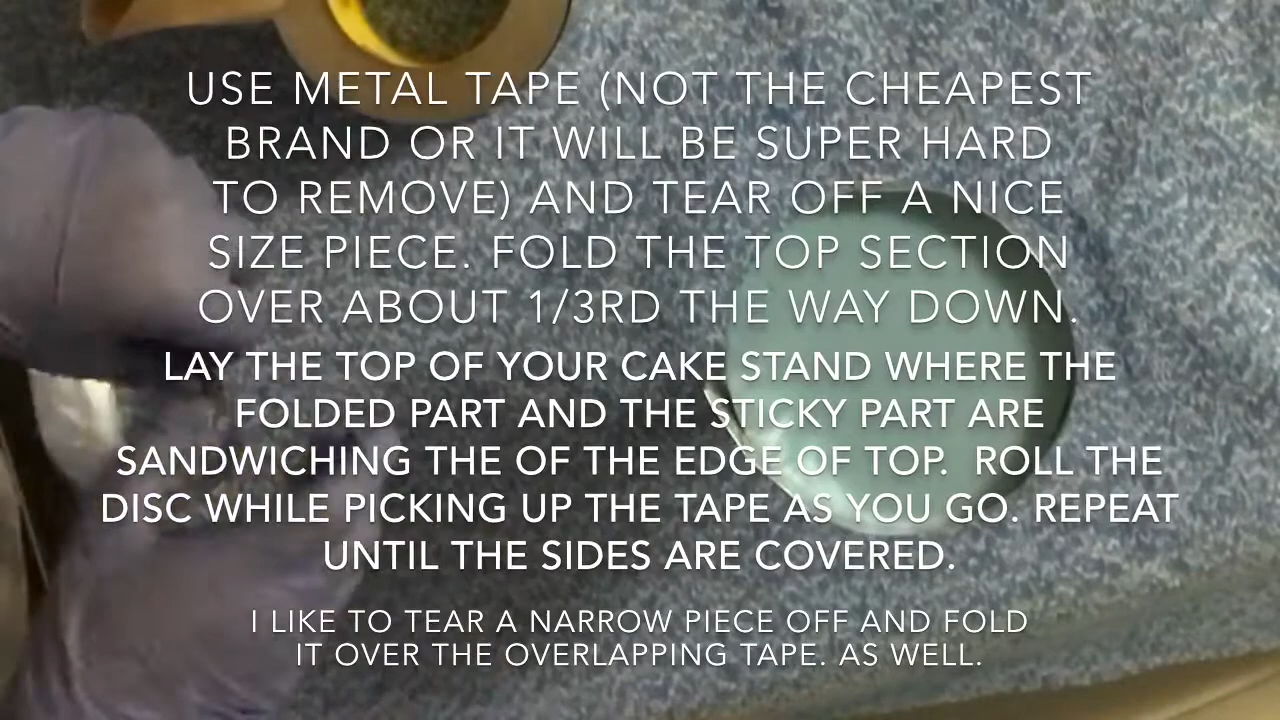 USE METAL TAPE (NOT THE CHEAPEST
BRAND OR IT WILL BE SUPER HARD
TO REMOVE) AND TEAR OFF A NICE
SIZE PIECE. FOLD THE TOP SECTION
OVER ABOUT 1/3RD THE WAY DOWN.
LAY THE TOP OF YOUR CAKE STAND WHERE THE
FOLDED PART AND THE STICKY PART ARE
SANDWICHING THE OF THE EDGE OF TOP. ROLL THE
DISC WHILE PICKING UP THE TAPE AS YOU GO. REPEAT
UNTIL THE SIDES ARE COVERED.
I LIKE TO TEAR A NARROW PIECE OFF AND FOLD
IT OVER THE OVERLAPPING TAPE. AS WELL.